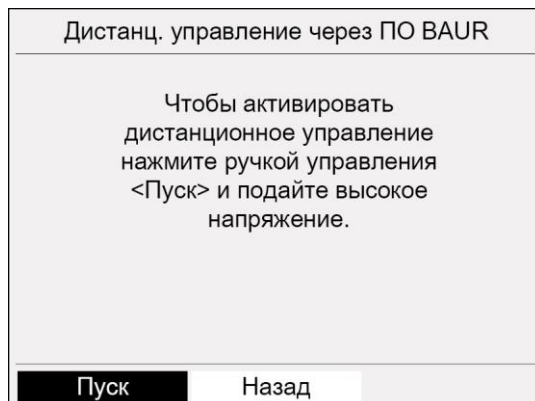 Дистанц. управление через ПО BAUR
Чтобы активировать
дистанционное управление
нажмите ручкой управления
<Пуск> и подайте высокое
напряжение.
Пуск Назад